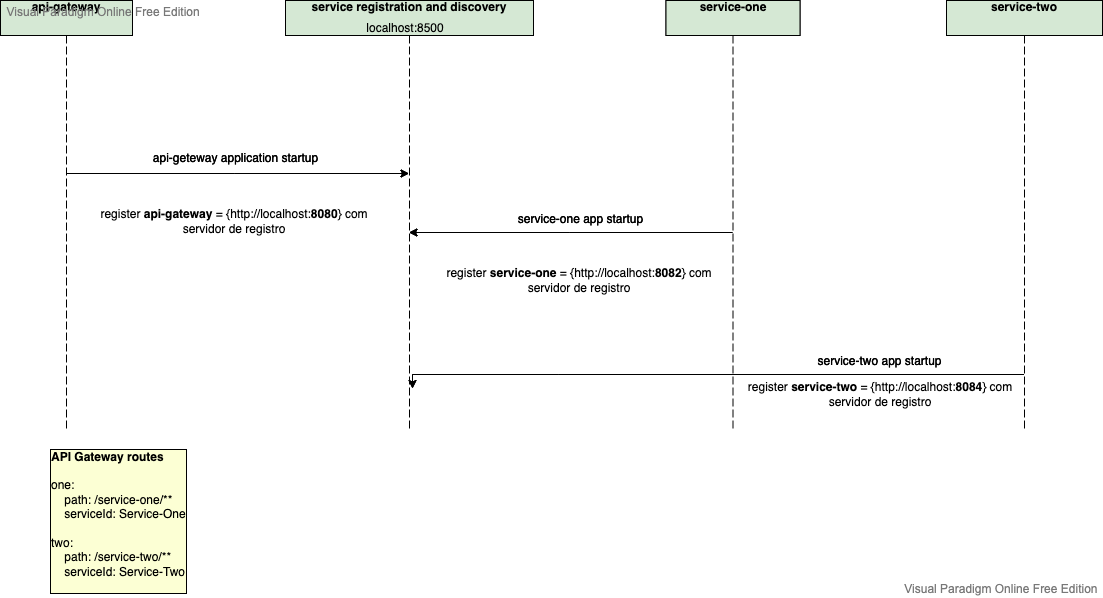 api-gateway
Visual Paradigm Online Free Edition
service registration and discovery
localhost:8500
service-one
service-two
api-geteway application startup
register api-gateway = {http://localhost:8080} com
servidor de registro
service-one app startup
register service-one = {http://localhost:8082} com
servidor de registro
service-two app startup
register service-two = {http://localhost:8084} com
servidor de registro
API Gateway routes
one:
path: /service-one/**
serviceId: Service-One
two:
path: /service-two/**
serviceId: Service-Two
Visual Paradigm Online Free Edition